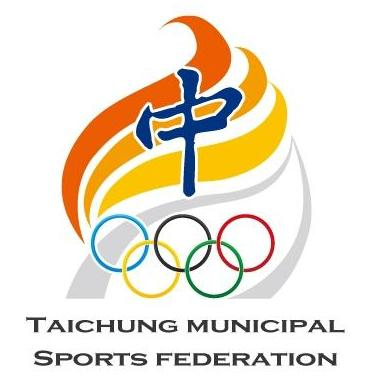 中
TAICHUNG MUNICIPAL
SPORTS FEDERATION